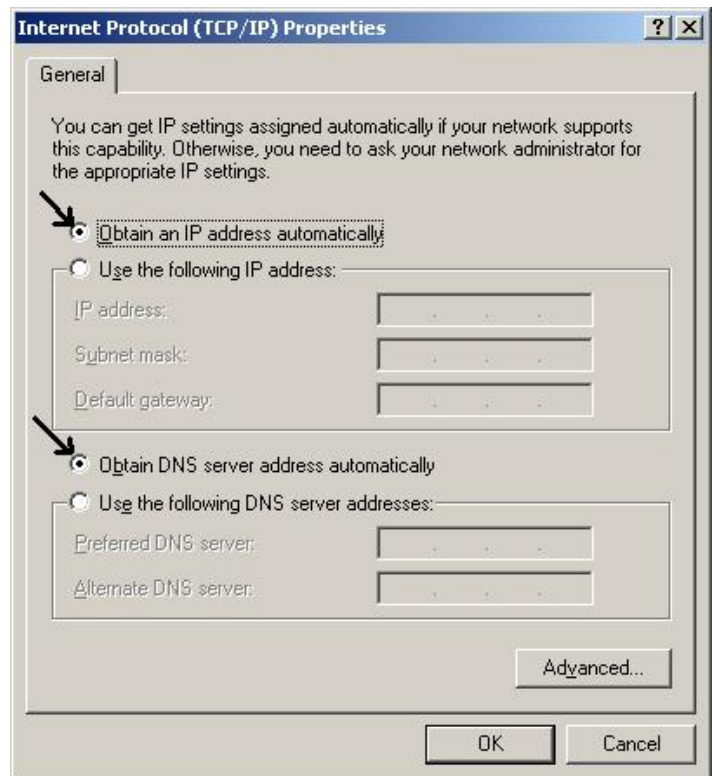 Internet Protocol (TCP/IP) Properties
General
You can get IP settings assigned automatically if your network supports
this capability. Otherwise, you need to ask your network administrator for
the appropriate IP settings.
Obtain an IP address automatically
Use the following IP address:
IP address:
Subnet mask:
Default gateway:
Obtain DNS server address automatically
Use the following DNS server addresses:
Preferred DNS server:
Alternate DNS server:
Advanced...
OK Cancel